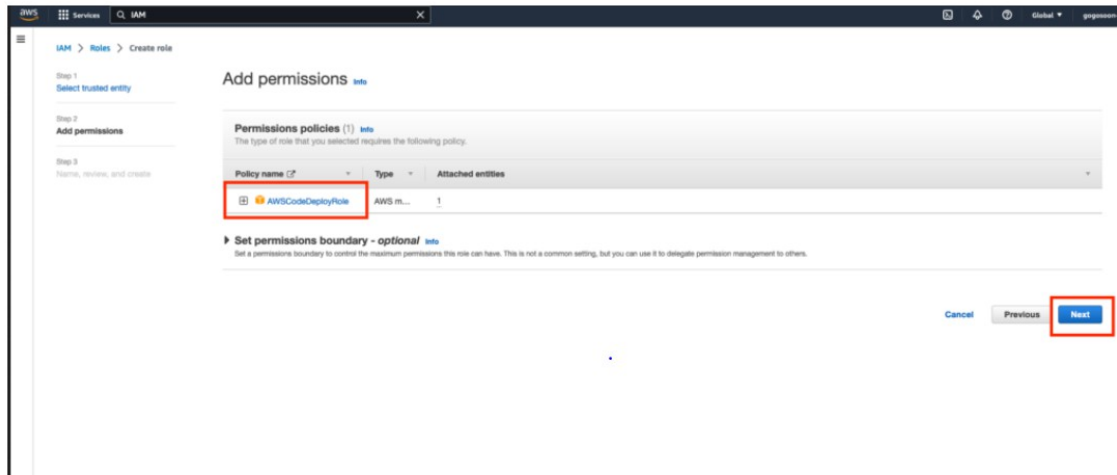 aws Services IAM Global
IAM > Roles > Create role
Step 1
Select trusted entity
Step 2
Add permissions
Step 3
Name, review, and create
Add permissions Info
Permissions policies (1) Info
The type of role that you selected requires the following policy.
Policy name Type Attached entities
AWSCodeDeployRole AWS m... 1
Set permissions boundary - optional Info
Set a permissions boundary to control the maximum permissions this role can have. This is not a common setting, but you can use it to delegate permission management to others.
Cancel Previous Next